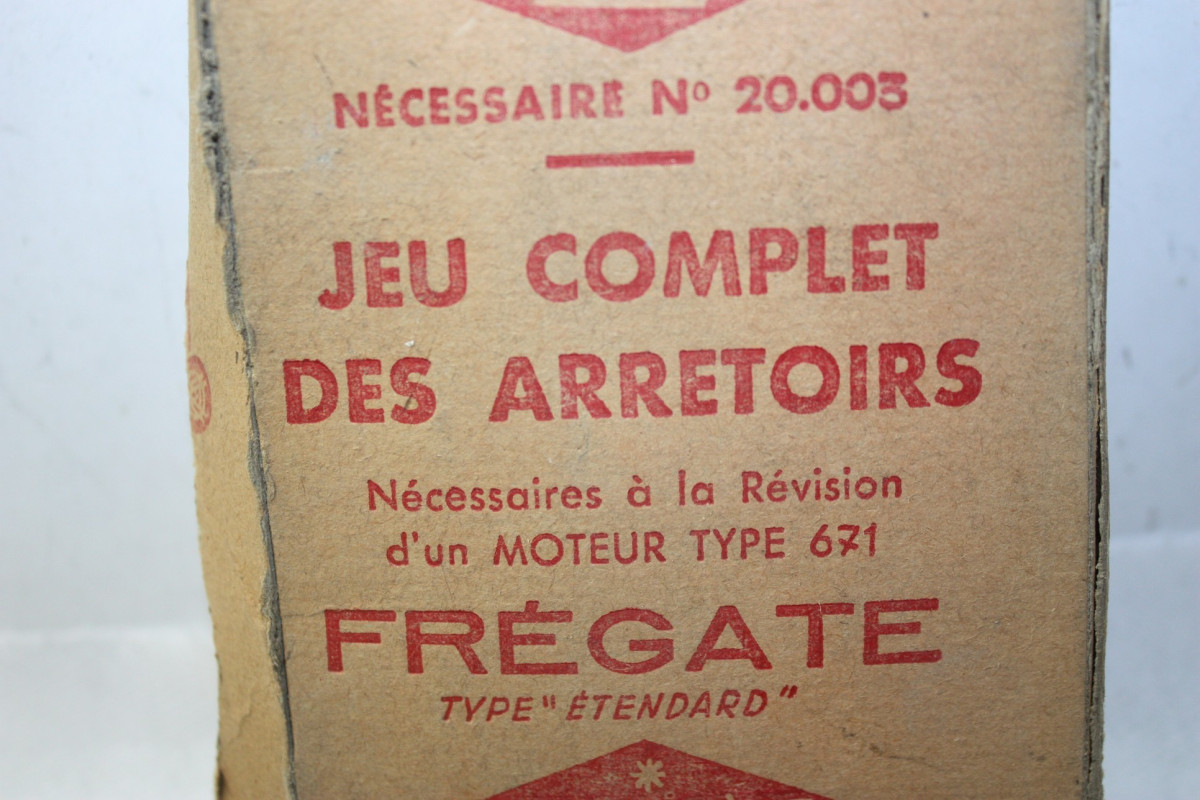 NÉCESSAIRE Nº 20.003
JEU COMPLET
DES ARRETOIRS
Nécessaires à la Révision
d'un MOTEUR TYPE 671
FRÉGATE
TYPE "ÉTENDARD"